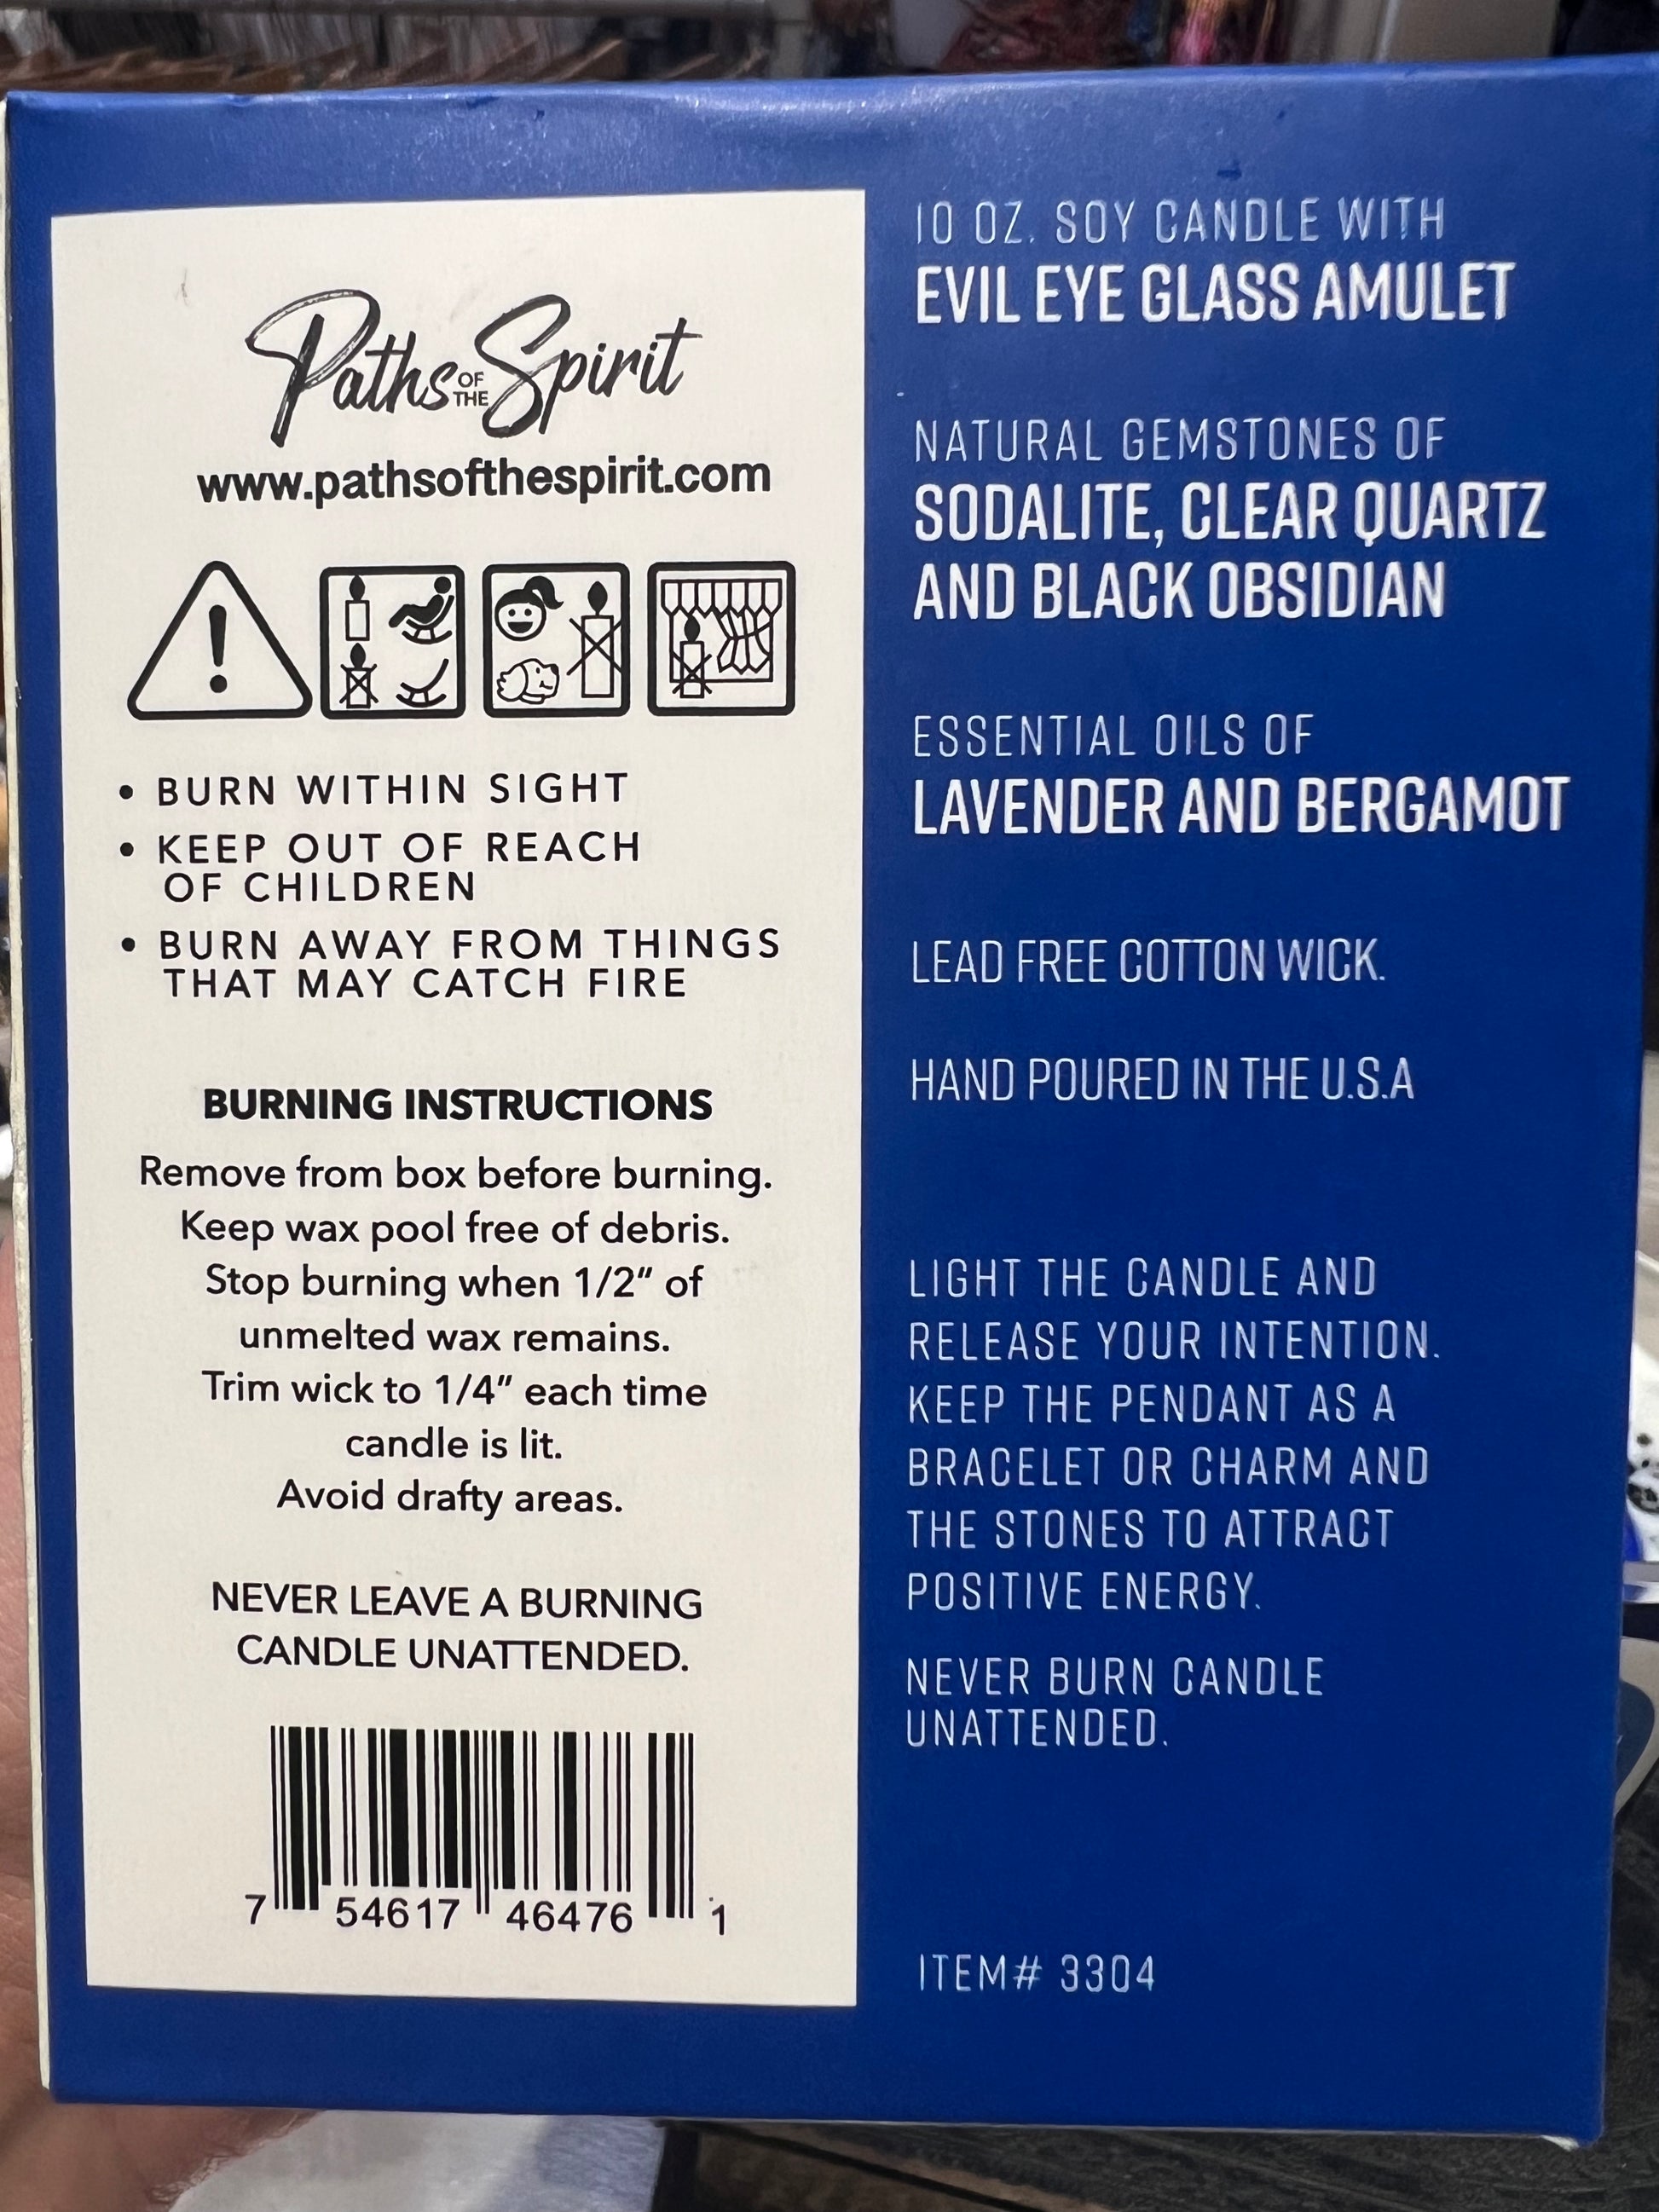 Paths OF THE Spirit
www.pathsofthespirit.com
!
• BURN WITHIN SIGHT
• KEEP OUT OF REACH
OF CHILDREN
• BURN AWAY FROM THINGS
THAT MAY CATCH FIRE
BURNING INSTRUCTIONS
Remove from box before burning.
Keep wax pool free of debris.
Stop burning when 1/2" of
unmelted wax remains.
Trim wick to 1/4" each time
candle is lit.
Avoid drafty areas.
NEVER LEAVE A BURNING
CANDLE UNATTENDED.
7 54617 46476 1
10 OZ. SOY CANDLE WITH
EVIL EYE GLASS AMULET
NATURAL GEMSTONES OF
SODALITE, CLEAR QUARTZ
AND BLACK OBSIDIAN
ESSENTIAL OILS OF
LAVENDER AND BERGAMOT
LEAD FREE COTTON WICK.
HAND POURED IN THE U.S.A
LIGHT THE CANDLE AND
RELEASE YOUR INTENTION.
KEEP THE PENDANT AS A
BRACELET OR CHARM AND
THE STONES TO ATTRACT
POSITIVE ENERGY.
NEVER BURN CANDLE
UNATTENDED.
ITEM# 3304